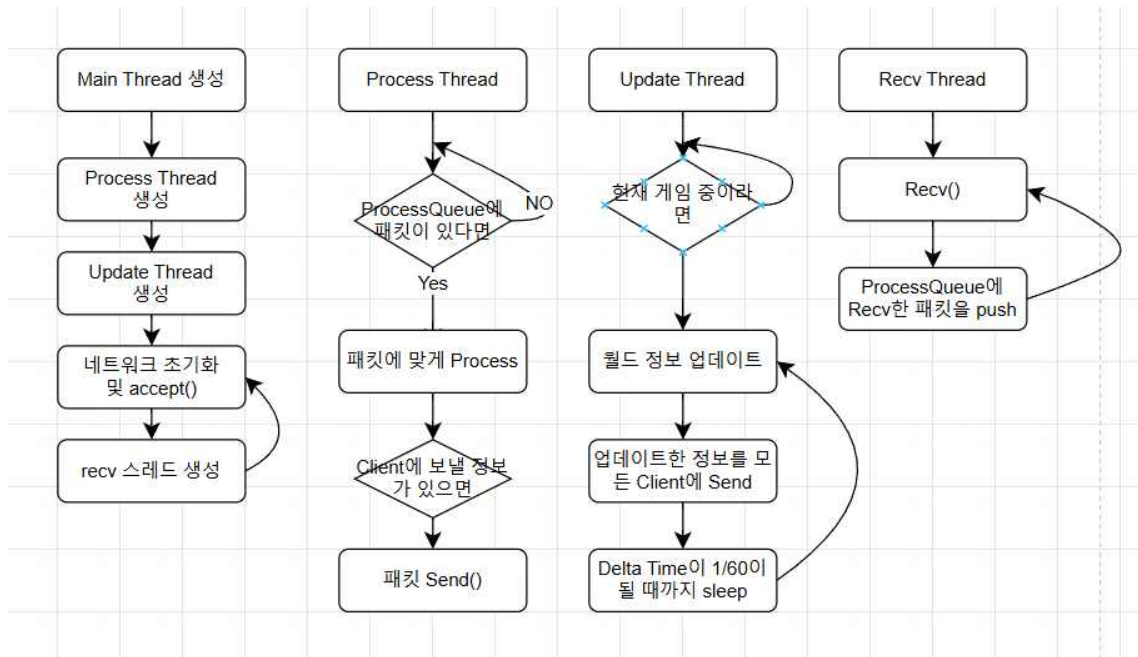 Main Thread 생성
Process Thread
생성
Update Thread
생성
네트워크 초기화
및 accept()
recv 스레드 생성
Process Thread
ProcessQueue에
패킷이 있다면
NO
Yes
패킷에 맞게 Process
Client에 보낼 정보
가 있으면
패킷 Send()
Update Thread
현재 게임 중이라
면
월드 정보 업데이트
업데이트한 정보를 모
든 Client에 Send
Delta Time이 1/60이
될 때까지 sleep
Recv Thread
Recv()
ProcessQueue에
Recv한 패킷을 push